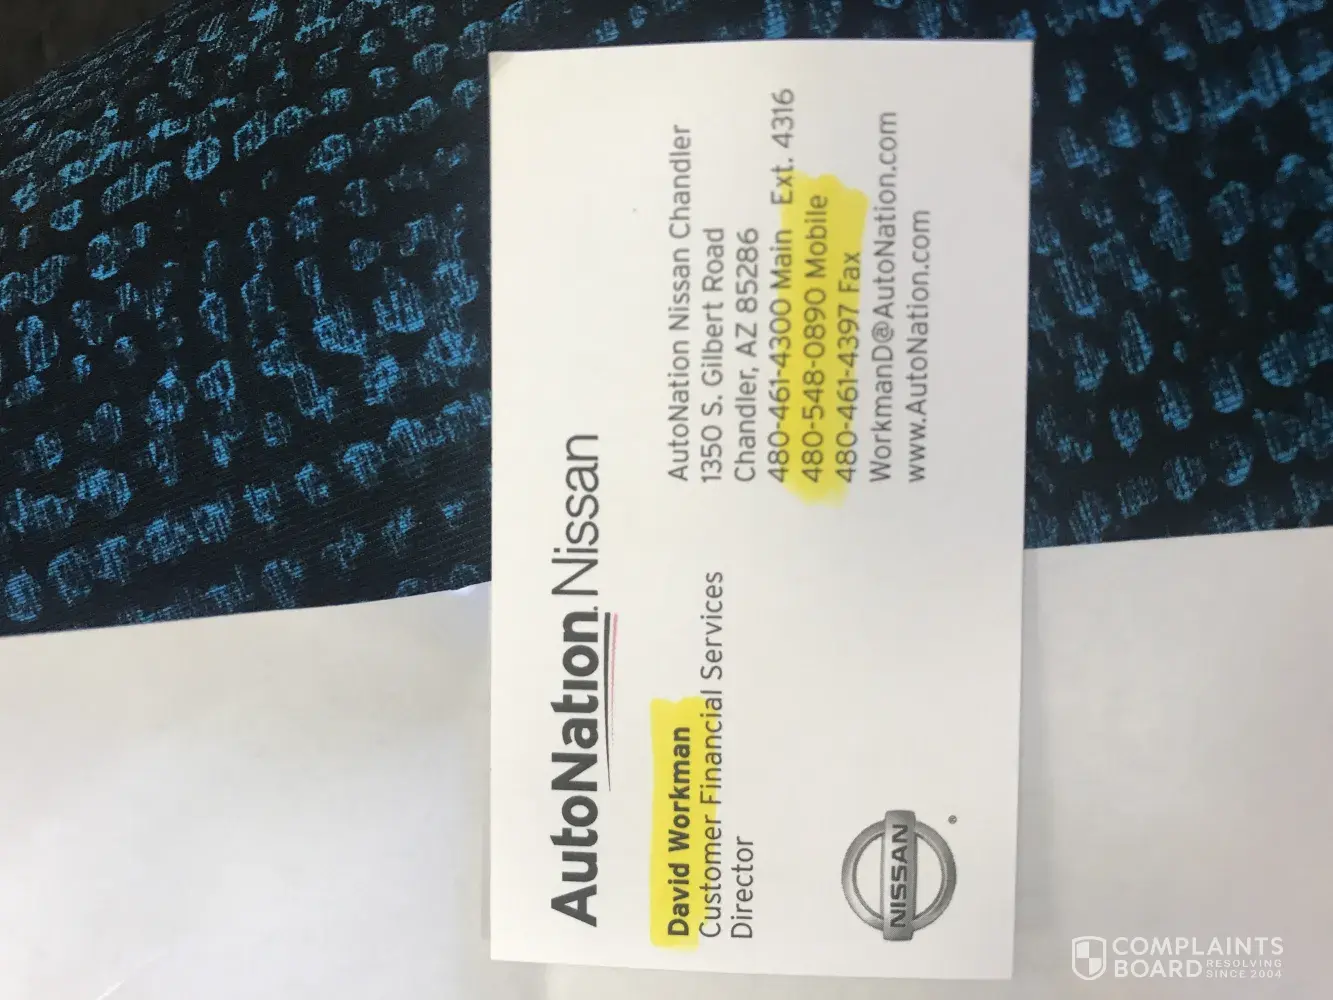 AutoNation Nissan
David Workman
Customer Financial Services
Director
NISSAN
®
AutoNation Nissan Chandler
1350 S. Gilbert Road
Chandler, AZ 85286
480-461-4300 Main Ext. 4316
480-548-0890 Mobile
480-461-4397 Fax
WorkmanD@AutoNation.com
www.AutoNation.com
COMPLAINTS
BOARD RESOLVING
SINCE 2004